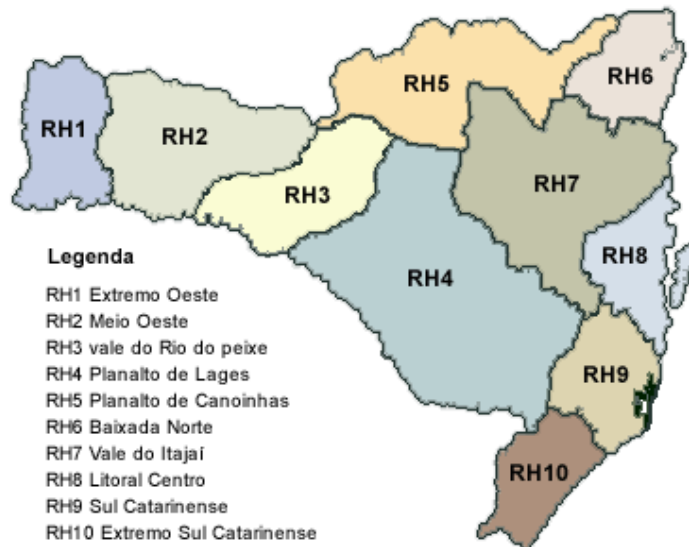 RH5
RH6
RH1
RH2
RH7
RH3
RH8
RH4
RH9
RH10
Legenda
RH1 Extremo Oeste
RH2 Meio Oeste
RH3 vale do Rio do peixe
RH4 Planalto de Lages
RH5 Planalto de Canoinhas
RH6 Baixada Norte
RH7 Vale do Itajaí
RH8 Litoral Centro
RH9 Sul Catarinense
RH10 Extremo Sul Catarinense